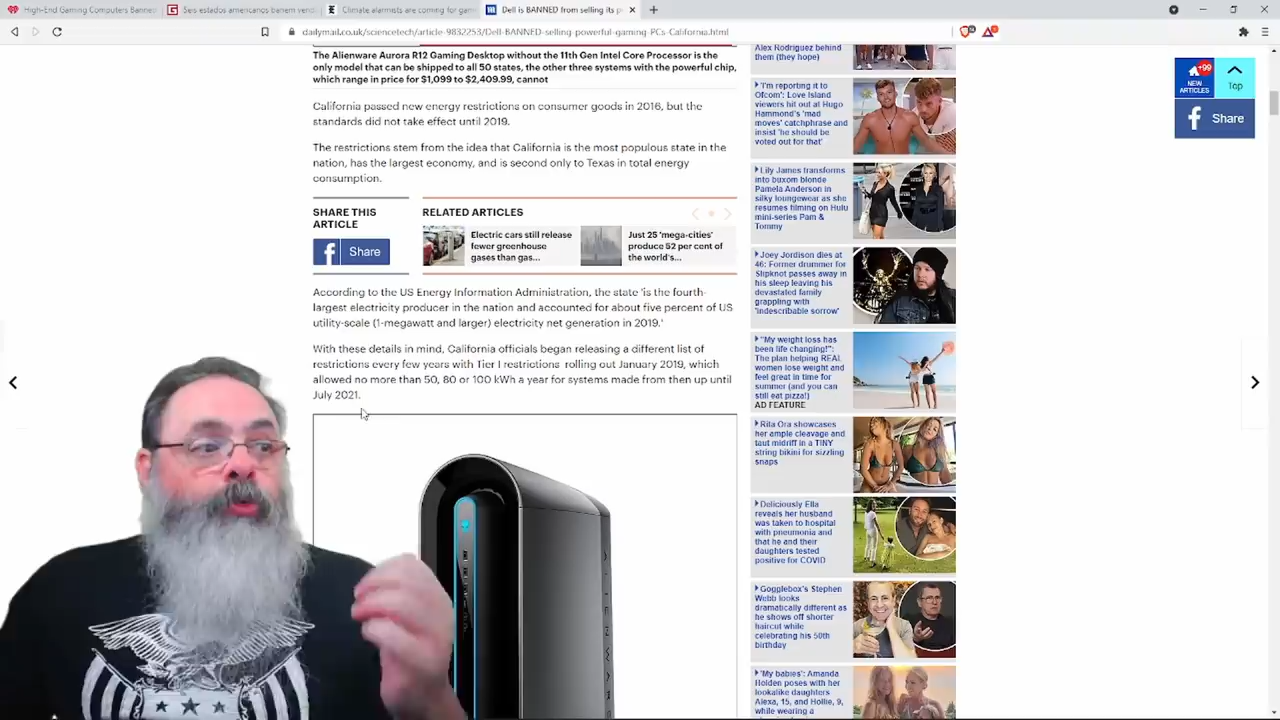 High-End Gaming Computers Banned
Seis estados americanos bénem vend
Climate alarmists are coming for gam
Dell is BANNED from selling its p
dailymail.co.uk/sciencetech/article-9832253/Dell-BANNED-selling-powerful-gaming-PCs-California.html
The Alienware Aurora R12 Gaming Desktop without the 11th Gen Intel Core Processor is the
only model that can be shipped to all 50 states, the other three systems with the powerful chip,
which range in price for $1,099 to $2,409.99, cannot
California passed new energy restrictions on consumer goods in 2016, but the
standards did not take effect until 2019.
The restrictions stem from the idea that California is the most populous state in the
nation, has the largest economy, and is second only to Texas in total energy
consumption.
SHARE THIS
ARTICLE
Share
RELATED ARTICLES
Electric cars still release
fewer greenhouse
gases than gas...
Just 25 'mega-cities'
produce 52 per cent of
the world's...
According to the US Energy Information Administration, the state 'is the fourth-
largest electricity producer in the nation and accounted for about five percent of US
utility-scale (1-megawatt and larger) electricity net generation in 2019.'
With these details in mind, California officials began releasing a different list of
restrictions every few years with Tier I restrictions rolling out January 2019, which
allowed no more than 50, 80 or 100 kWh a year for systems made from then up until
July 2021.
Alex Rodriguez behind
them (they hope)
'I'm reporting it to
Ofcom': Love Island
viewers hit out at Hugo
Hammond's 'mad
moves' catchphrase and
insist 'he should be
voted out for that'
Lily James transforms
into buxom blonde
Pamela Anderson in
silky loungewear as she
resumes filming on Hulu
mini-series Pam &
Tommy
Joey Jordison dies at
46: Former drummer for
Slipknot passes away in
his sleep leaving his
devastated family
grappling with
'indescribable sorrow'
"My weight loss has
been life changing!":
The plan helping REAL
women lose weight and
feel great in time for
summer (and you can
still eat pizza!)
AD FEATURE
Rita Ora showcases
her ample cleavage and
taut midriff in a TINY
string bikini for sizzling
snaps
Deliciously Ella
reveals her husband
was taken to hospital
with pneumonia and
that he and their
daughters tested
positive for COVID
Gogglebox's Stephen
Webb looks
dramatically different as
he shows off shorter
haircut while
celebrating his 50th
birthday
'My babies': Amanda
Holden poses with her
lookalike daughters
Alexa, 15, and Hollie, 9,
while wearing a
+99
NEW
ARTICLES
Top
Share